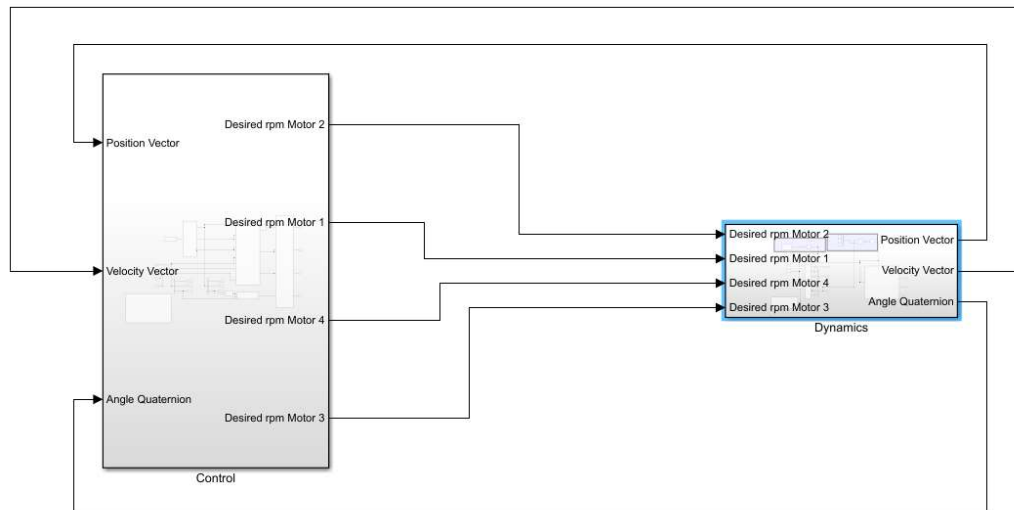 Position Vector
Velocity Vector
Angle Quaternion
Desired rpm Motor 2
Desired rpm Motor 1
Desired rpm Motor 4
Desired rpm Motor 3
Control
Desired rpm Motor 2
Desired rpm Motor 1
Desired rpm Motor 4
Desired rpm Motor 3
Position Vector
Velocity Vector
Angle Quaternion
Dynamics